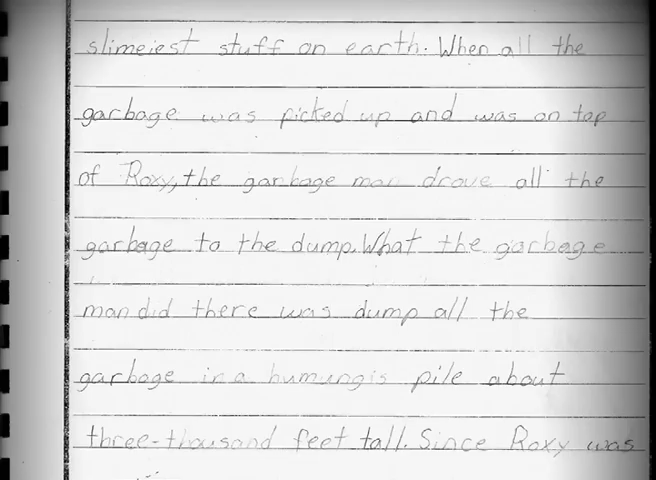 slimeiest stuff on earth. When all the
garbage was picked up and was on top
of Roxy, the garbage man drove all the
garbage to the dump. What the garbage
man did there was dump all the
garbage in a humungis pile about
three-thousand feet tall. Since Roxy was